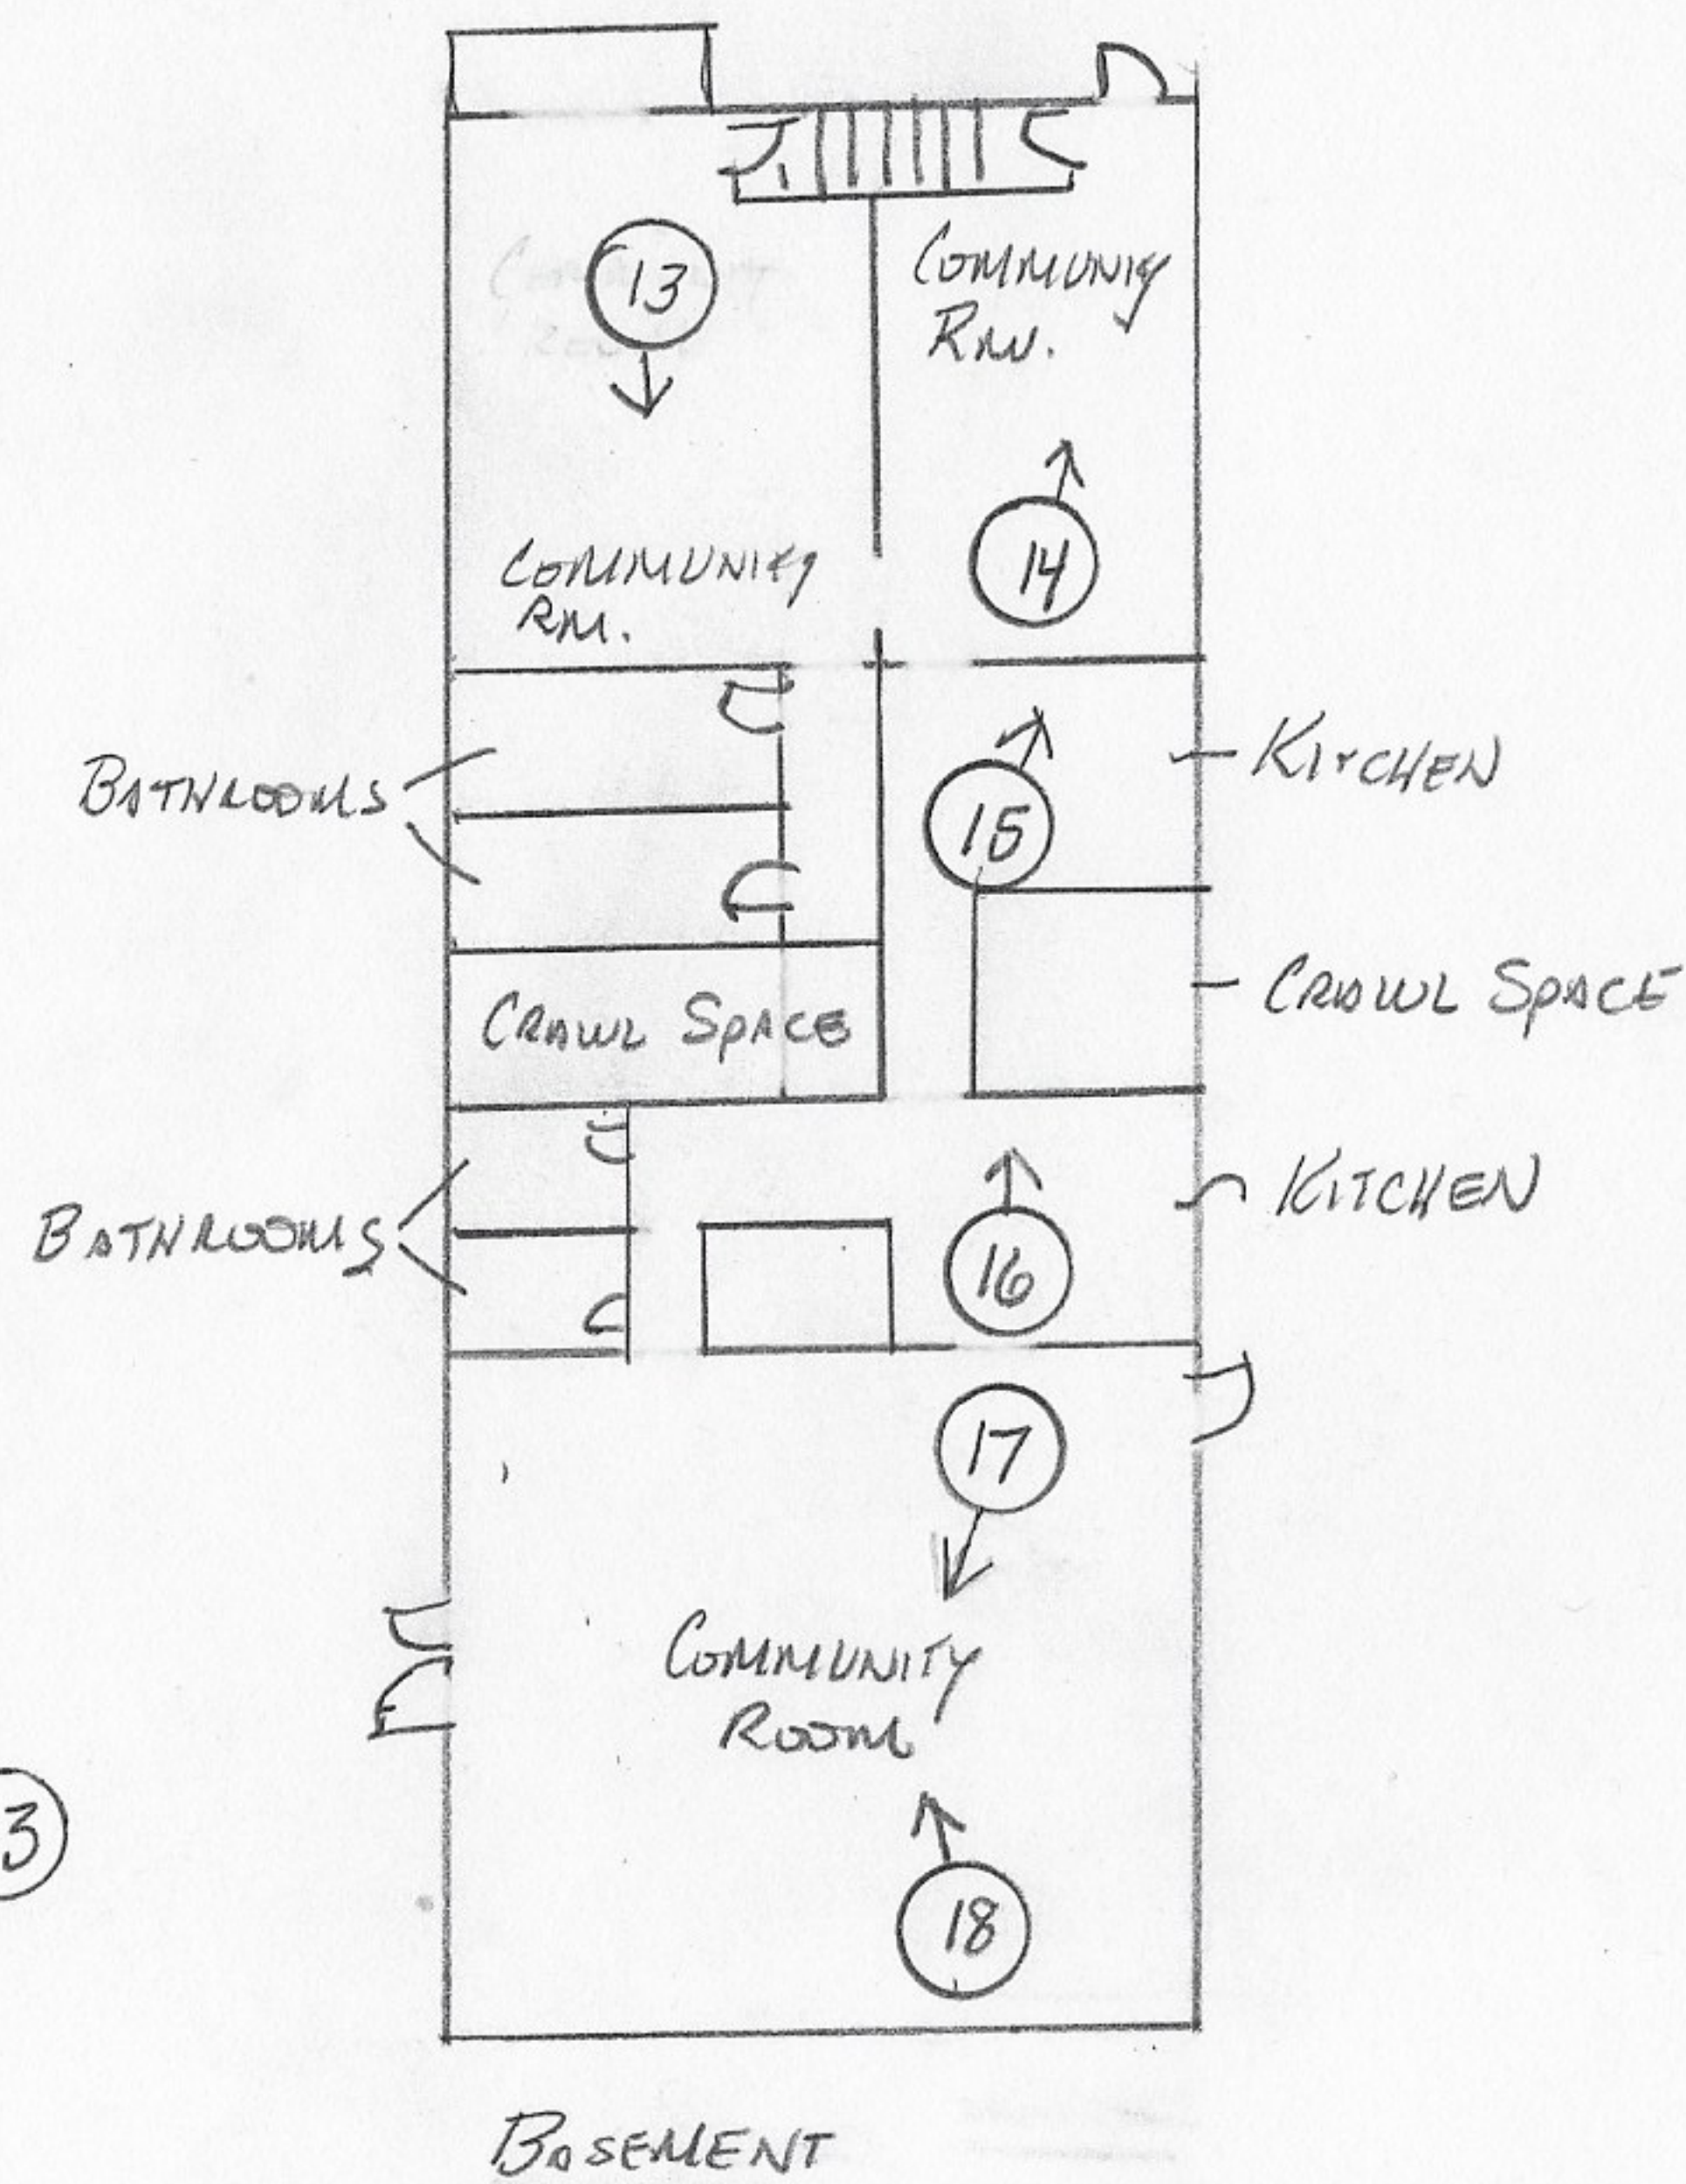 13
COMMUNITY
RM.
14
COMMUNITY
RM.
BATHROOMS
15
KITCHEN
CRAWL SPACE
CRAWL SPACE
BATHROOMS
16
KITCHEN
17
COMMUNITY
ROOM
3
18
BASEMENT